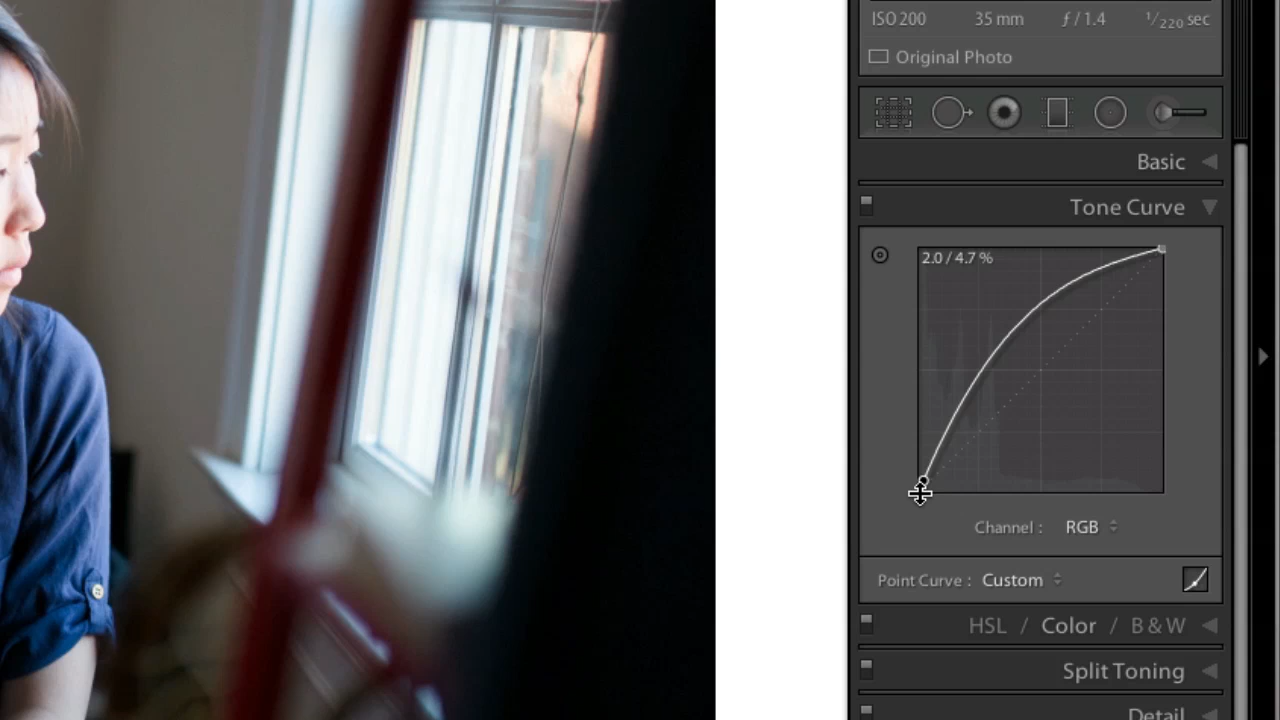 ISO 200 35 mm ƒ / 1.4 1/220 sec
Original Photo
Basic
Tone Curve
2.0 / 4.7 %
Channel : RGB
Point Curve : Custom
HSL / Color / B & W
Split Toning
Detail